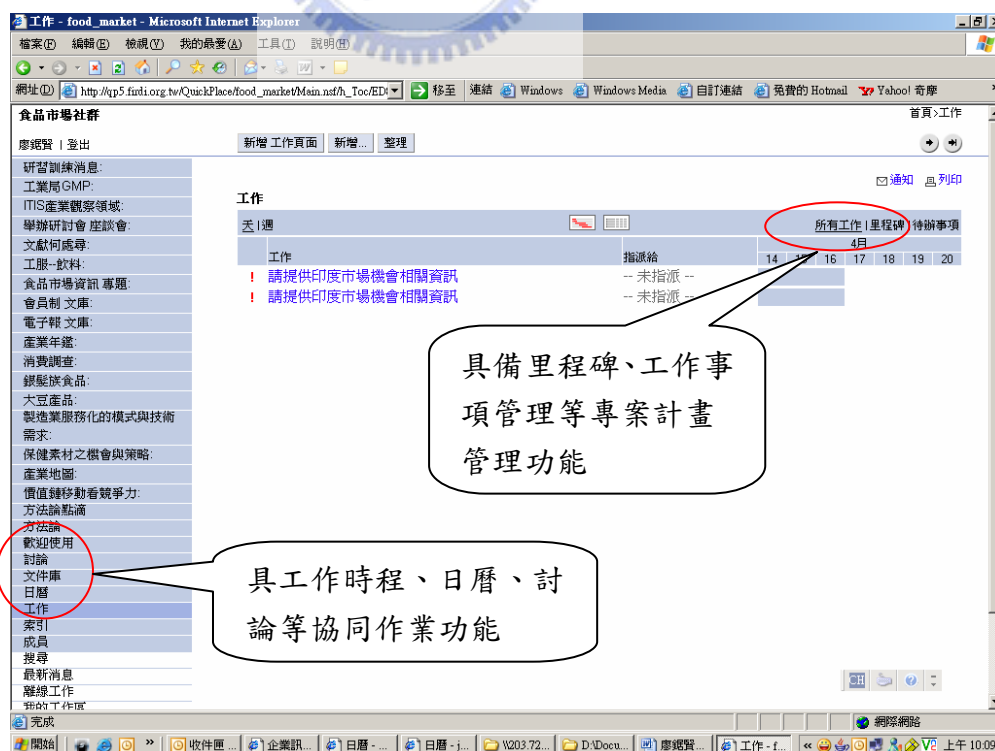 工作 - food_market - Microsoft Internet Explorer
檔案(F) 編輯(E) 檢視(V) 我的最愛(A) 工具(T) 說明(H)
網址(D) http://qp5.firdi.org.tw/QuickPlace/food_market/Main.nsf/h_Toc/ED 移至 連結 Windows Windows Media 自訂連結 免費的 Hotmail Yahoo! 奇摩
食品市場社群 首頁>工作
廖鋸賢 | 登出 新增 工作頁面 新增... 整理
研習訓練消息:
工業局GMP:
ITIS產業觀察領域:
舉辦研討會 座談會:
文獻何處尋:
工服--飲料:
食品市場資訊 專題:
會員制 文庫:
電子報 文庫:
產業年鑑:
消費調查:
銀髮族食品:
大豆產品:
製造業服務化的模式與技術
需求:
保健素材之機會與策略:
產業地圖:
價值鏈移動看競爭力:
方法論點滴
方法論
歡迎使用
討論
文件庫
日曆
工作
索引
成員
搜尋
最新消息
離線工作
我的工作區
通知 列印
工作
天 | 週 所有工作 | 里程碑 | 待辦事項
4月
工作 指派給 14 15 16 17 18 19 20
! 請提供印度市場機會相關資訊 -- 未指派 --
! 請提供印度市場機會相關資訊 -- 未指派 --
具備里程碑、工作事
項管理等專案計畫
管理功能
具工作時程、日曆、討
論等協同作業功能
CH
完成 網際網路
開始 » 收件匣 ... 企業訊... 日曆 - ... 日曆 - j... \\203.72... D:\Docu... 廖鋸賢... 工作 - f... « 上午 10:09